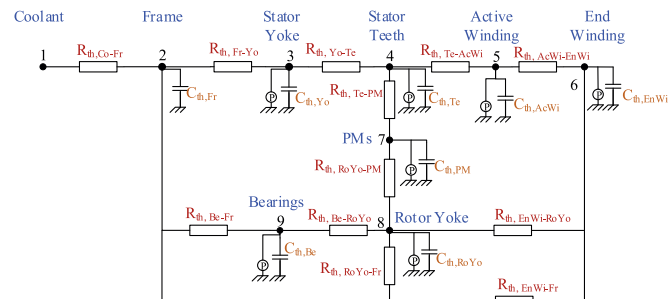 Coolant Frame Stator Yoke Stator Teeth Active Winding End Winding
1 R_th,Co-Fr 2 R_th, Fr-Yo 3 R_th, Yo-Te 4 R_th, Te-AcWi 5 R_th, AcWi-EnWi 6
P C_th,Fr P C_th,Yo R_th, Te-PM P C_th,Te P C_th,AcWi P C_th,EnWi
PMs 7
R_th, RoYo-PM P C_th,PM
Bearings
R_th, Be-Fr 9 R_th, Be-RoYo 8 Rotor Yoke R_th, EnWi-RoYo
P C_th,Be R_th, RoYo-Fr P C_th,RoYo
R_th, EnWi-Fr